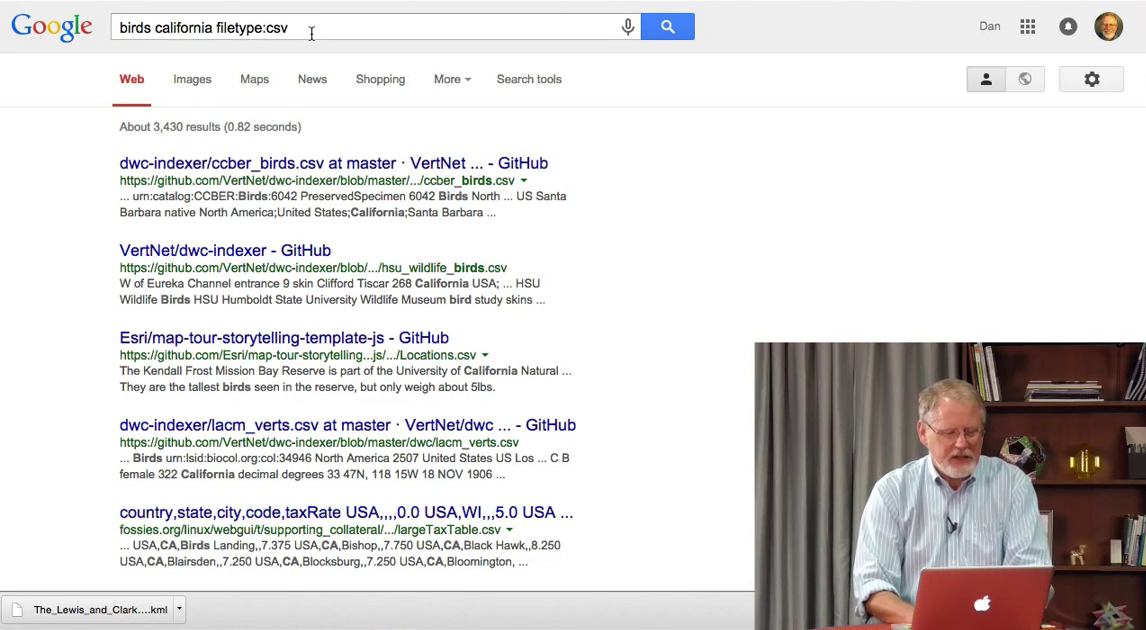 Google
birds california filetype:csv
Dan
Web Images Maps News Shopping More Search tools
About 3,430 results (0.82 seconds)
dwc-indexer/ccber_birds.csv at master · VertNet ... - GitHub
https://github.com/VertNet/dwc-indexer/blob/master/.../ccber_birds.csv
... urn:catalog:CCBER:Birds:6042 PreservedSpecimen 6042 Birds North ... US Santa
Barbara native North America;United States;California;Santa Barbara ...
VertNet/dwc-indexer - GitHub
https://github.com/VertNet/dwc-indexer/blob/.../hsu_wildlife_birds.csv
W of Eureka Channel entrance 9 skin Clifford Tiscar 268 California USA; ... HSU
Wildlife Birds HSU Humboldt State University Wildlife Museum bird study skins ...
Esri/map-tour-storytelling-template-js - GitHub
https://github.com/Esri/map-tour-storytelling...js/.../Locations.csv
The Kendall Frost Mission Bay Reserve is part of the University of California Natural ...
They are the tallest birds seen in the reserve, but only weigh about 5lbs.
dwc-indexer/lacm_verts.csv at master · VertNet/dwc ... - GitHub
https://github.com/VertNet/dwc-indexer/blob/master/dwc/lacm_verts.csv
... Birds urn:lsid:biocol.org:col:34946 North America 2507 United States US Los ... C B
female 322 California decimal degrees 33 47N, 118 15W 18 NOV 1906 ...
country,state,city,code,taxRate USA,,,,0.0 USA,WI,,,5.0 USA ...
fossies.org/linux/webgui/t/supporting_collateral/.../largeTaxTable.csv
... USA,CA,Birds Landing,,7.375 USA,CA,Bishop,,7.750 USA,CA,Black Hawk,,8.250
USA,CA,Blairsden,,7.250 USA,CA,Blocksburg,,7.250 USA,CA,Bloomington, ...
The_Lewis_and_Clark....kml